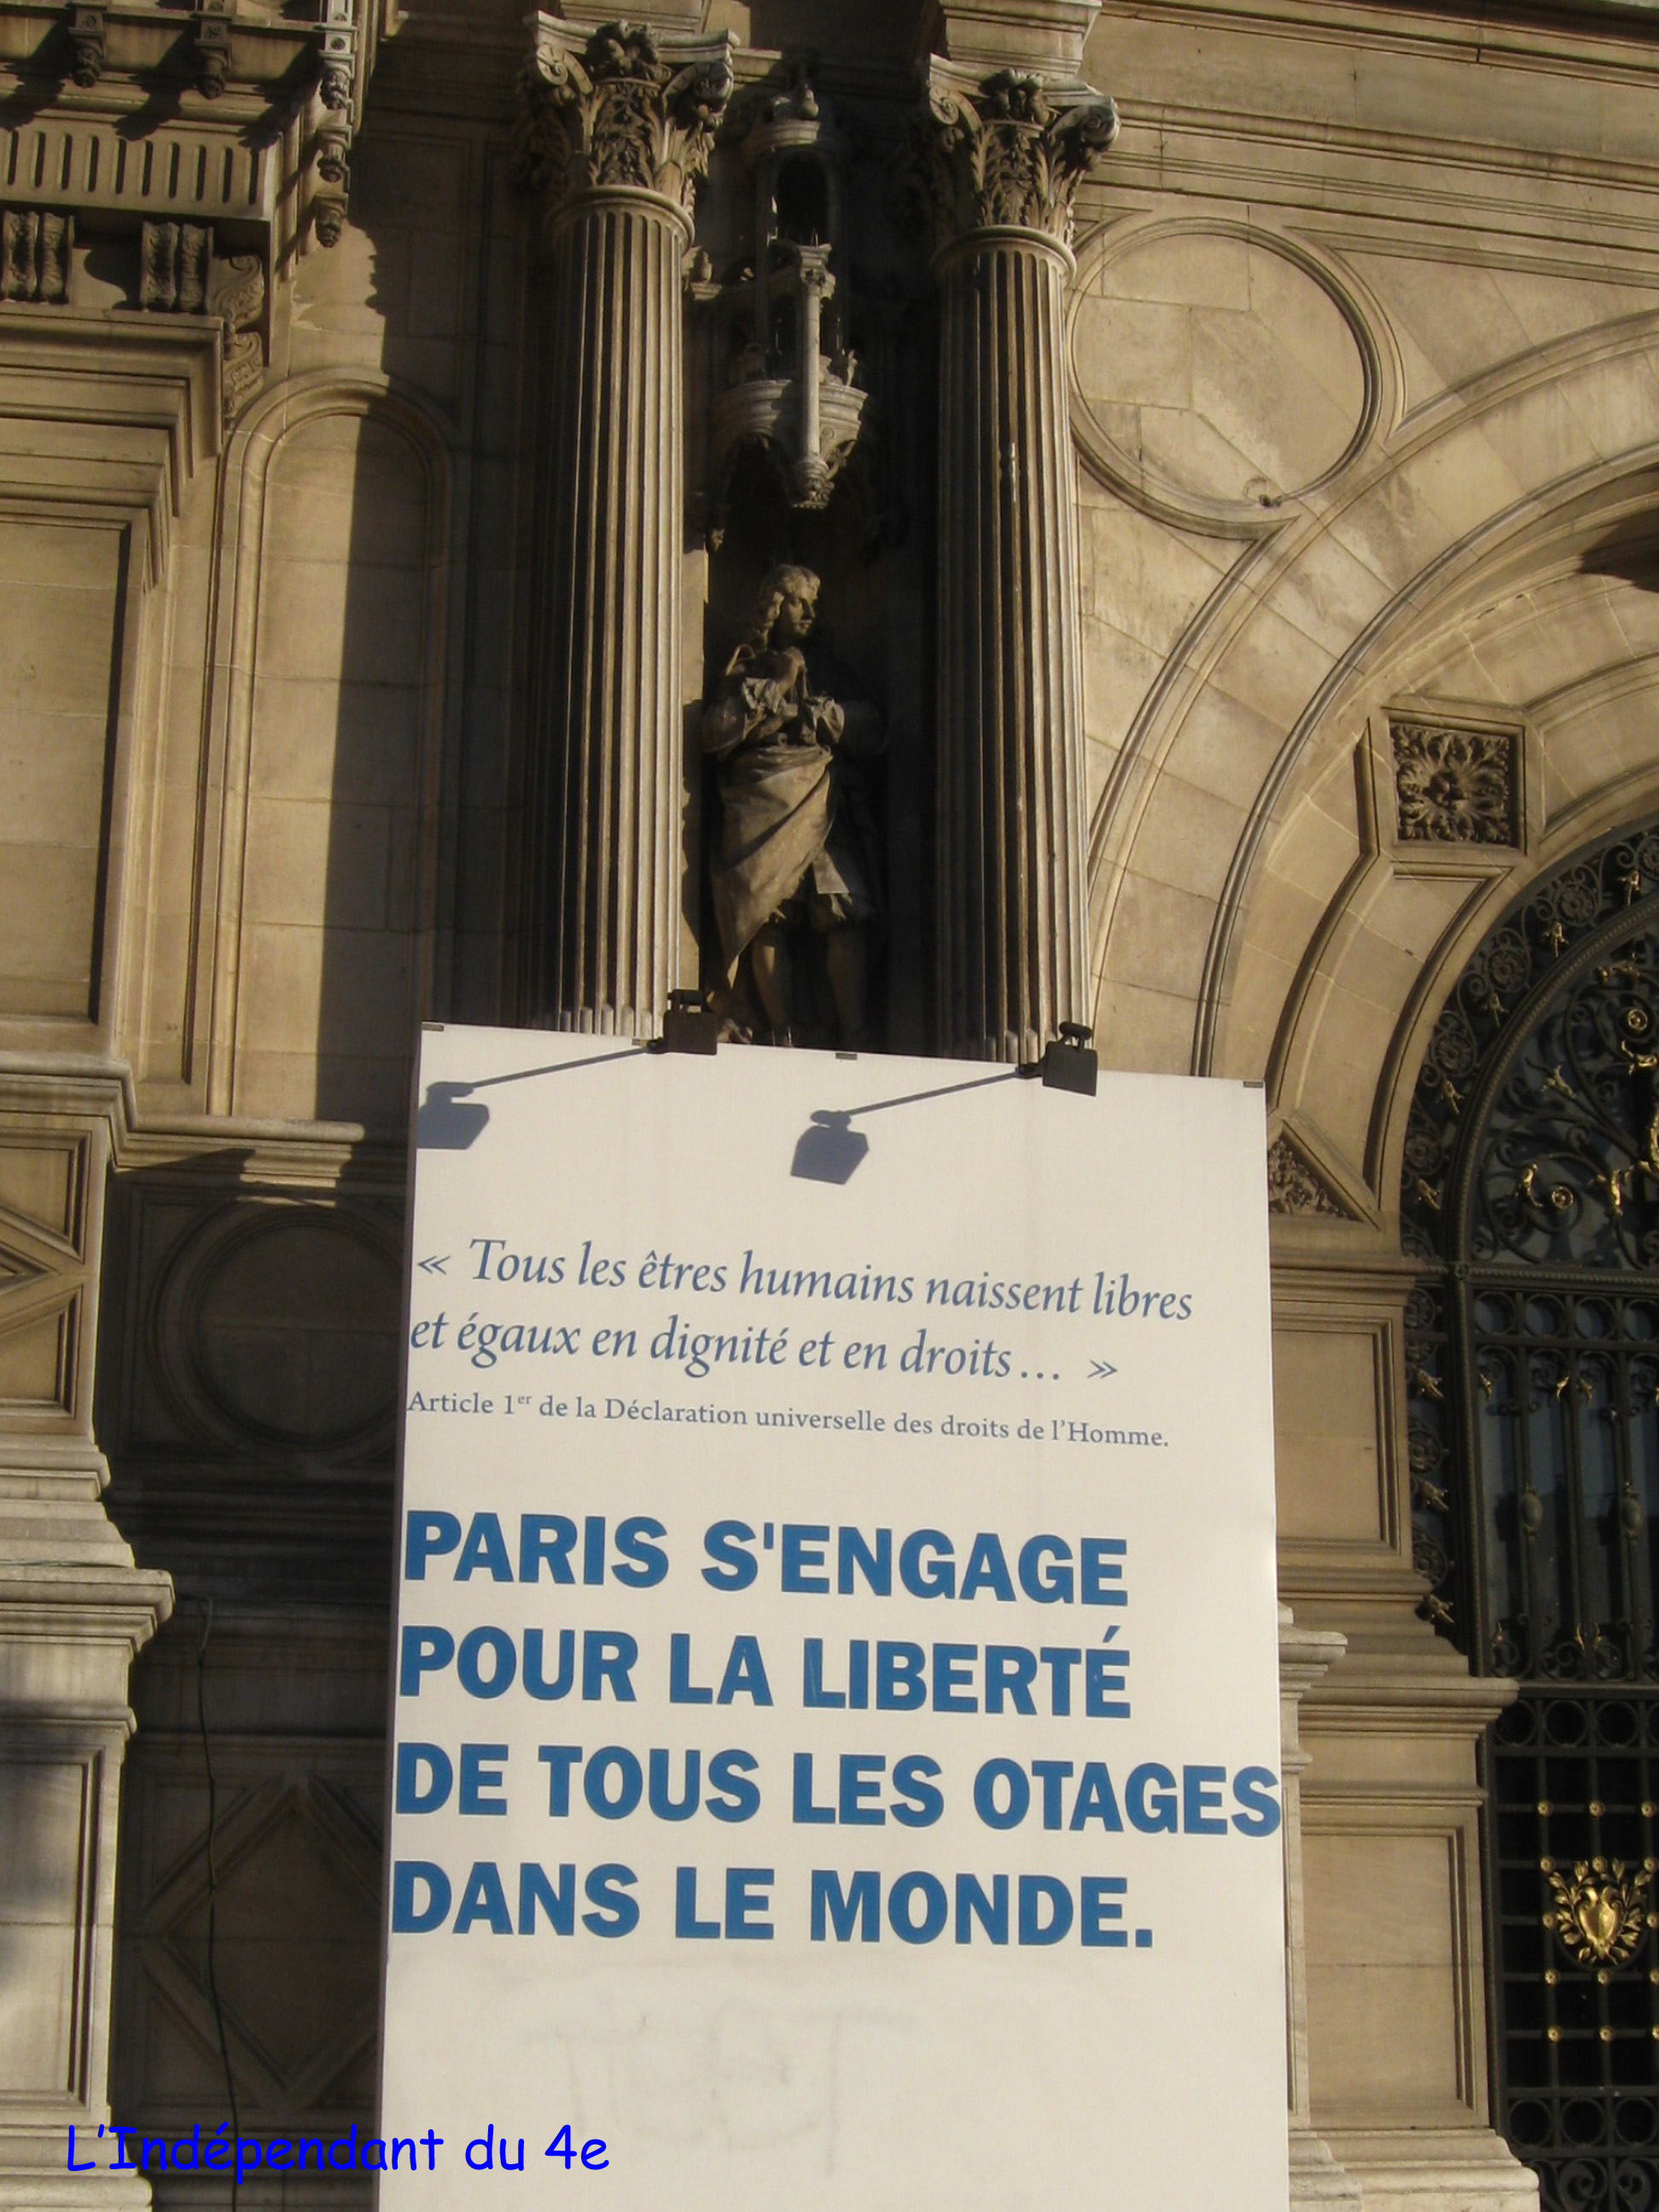 « Tous les êtres humains naissent libres
et égaux en dignité et en droits... »
Article 1er de la Déclaration universelle des droits de l'Homme.
PARIS S'ENGAGE
POUR LA LIBERTÉ
DE TOUS LES OTAGES
DANS LE MONDE.
L'Indépendant du 4e